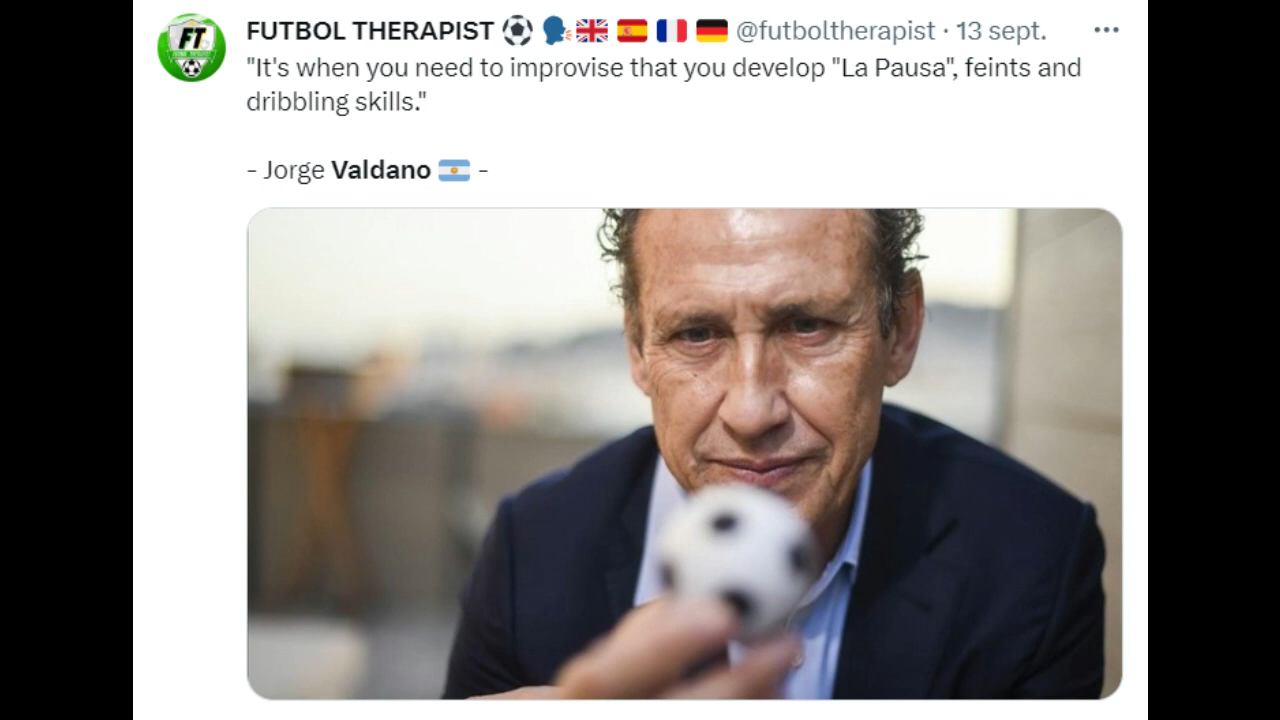 FUTBOL THERAPIST ⚽ 🗣️🇬🇧 🇪🇸 🇫🇷 🇩🇪 @futboltherapist · 13 sept.
"It's when you need to improvise that you develop "La Pausa", feints and
dribbling skills."
- Jorge Valdano 🇦🇷 -
FT